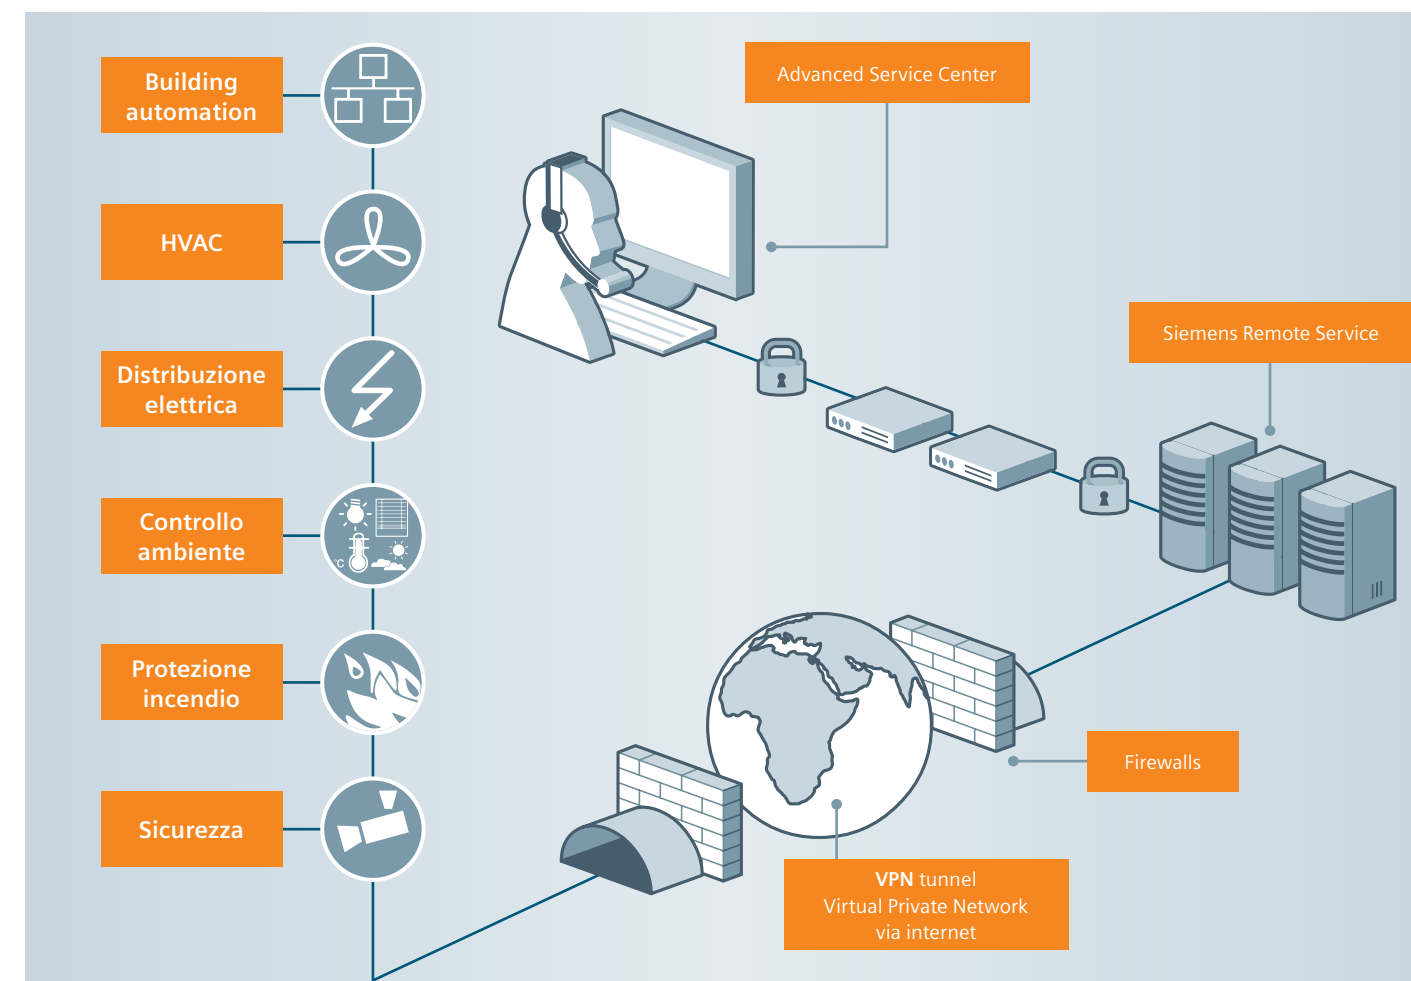 Building
automation
HVAC
Distribuzione
elettrica
Controllo
ambiente
°C
Protezione
incendio
Sicurezza
Advanced Service Center
Siemens Remote Service
Firewalls
VPN tunnel
Virtual Private Network
via internet